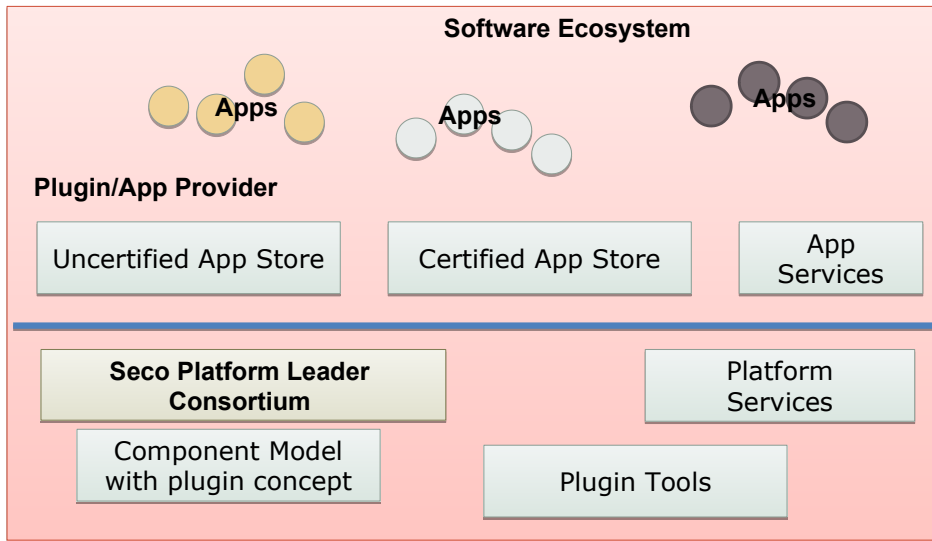 Software Ecosystem
Apps
Apps
Apps
Plugin/App Provider
Uncertified App Store
Certified App Store
App
Services
Seco Platform Leader
Consortium
Platform
Services
Component Model
with plugin concept
Plugin Tools